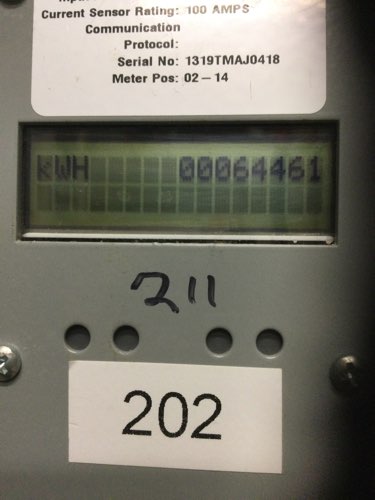 Current Sensor Rating: 100 AMPS
Communication
Protocol:
Serial No: 1319TMAJ0418
Meter Pos: 02-14
KWH 00064461
211
202